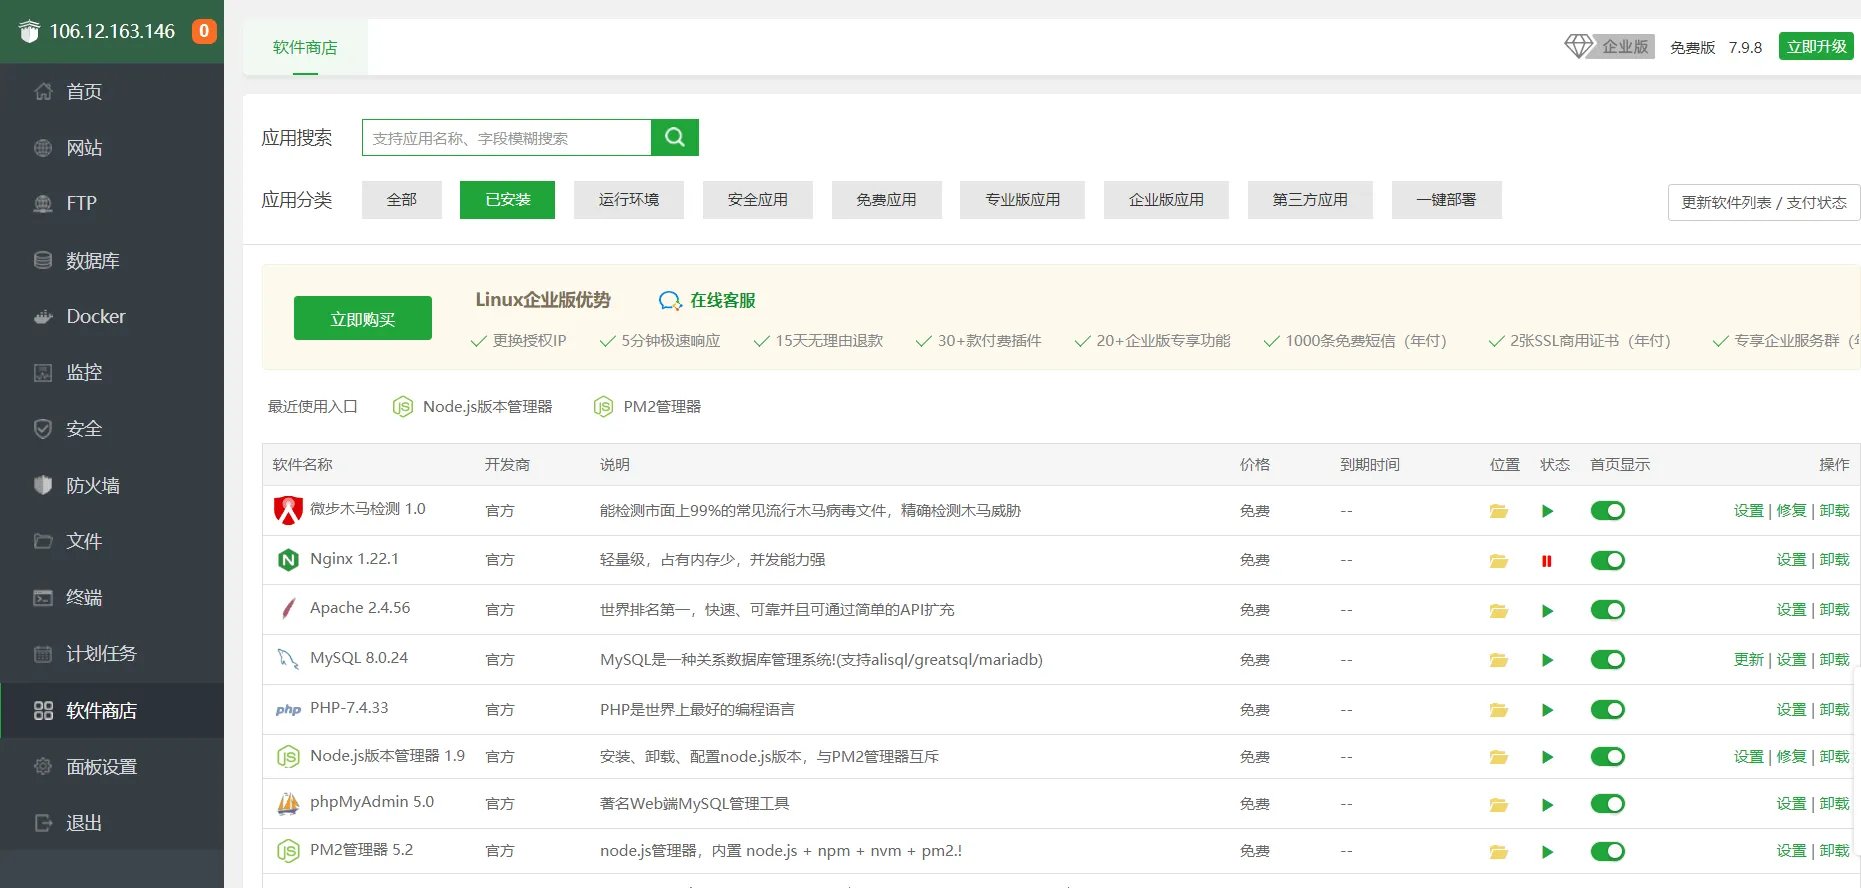 106.12.163.146 0
首页
网站
FTP
数据库
Docker
监控
安全
防火墙
文件
终端
计划任务
软件商店
面板设置
退出
软件商店
企业版 免费版 7.9.8 立即升级
应用搜索 支持应用名称、字段模糊搜索
应用分类 全部 已安装 运行环境 安全应用 免费应用 专业版应用 企业版应用 第三方应用 一键部署 更新软件列表 / 支付状态
立即购买
Linux企业版优势 在线客服
更换授权IP 5分钟极速响应 15天无理由退款 30+款付费插件 20+企业版专享功能 1000条免费短信（年付） 2张SSL商用证书（年付） 专享企业服务群
最近使用入口 Node.js版本管理器 PM2管理器
软件名称 开发商 说明 价格 到期时间 位置 状态 首页显示 操作
微步木马检测 1.0 官方 能检测市面上99%的常见流行木马病毒文件，精确检测木马威胁 免费 -- 设置 | 修复 | 卸载
Nginx 1.22.1 官方 轻量级，占有内存少，并发能力强 免费 -- 设置 | 卸载
Apache 2.4.56 官方 世界排名第一，快速、可靠并且可通过简单的API扩充 免费 -- 设置 | 卸载
MySQL 8.0.24 官方 MySQL是一种关系数据库管理系统!(支持alisql/greatsql/mariadb) 免费 -- 更新 | 设置 | 卸载
php PHP-7.4.33 官方 PHP是世界上最好的编程语言 免费 -- 设置 | 卸载
Node.js版本管理器 1.9 官方 安装、卸载、配置node.js版本，与PM2管理器互斥 免费 -- 设置 | 修复 | 卸载
phpMyAdmin 5.0 官方 著名Web端MySQL管理工具 免费 -- 设置 | 卸载
PM2管理器 5.2 官方 node.js管理器，内置 node.js + npm + nvm + pm2.! 免费 -- 设置 | 卸载